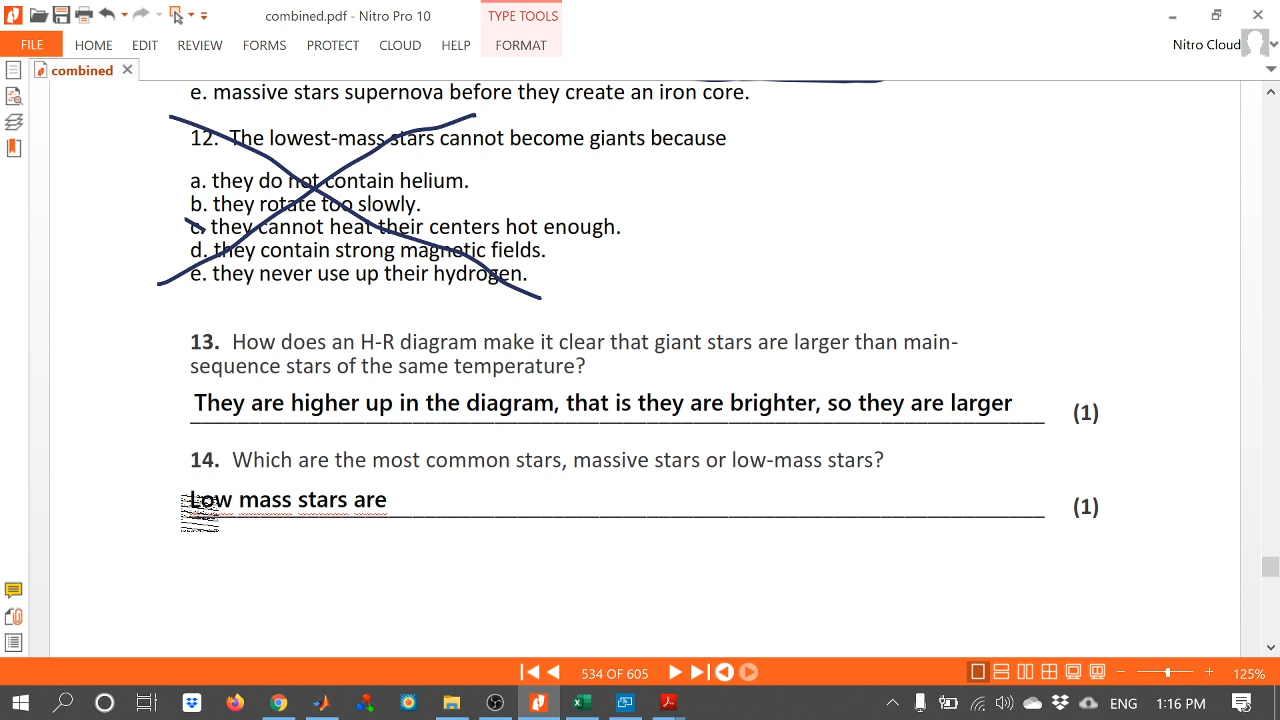 combined.pdf - Nitro Pro 10
TYPE TOOLS
FILE HOME EDIT REVIEW FORMS PROTECT CLOUD HELP FORMAT
Nitro Cloud
combined
e. massive stars supernova before they create an iron core.
12. The lowest-mass stars cannot become giants because
a. they do not contain helium.
b. they rotate too slowly.
c. they cannot heat their centers hot enough.
d. they contain strong magnetic fields.
e. they never use up their hydrogen.
13. How does an H-R diagram make it clear that giant stars are larger than main-
sequence stars of the same temperature?
They are higher up in the diagram, that is they are brighter, so they are larger
(1)
14. Which are the most common stars, massive stars or low-mass stars?
Low mass stars are
(1)
534 OF 605
125%
ENG 1:16 PM